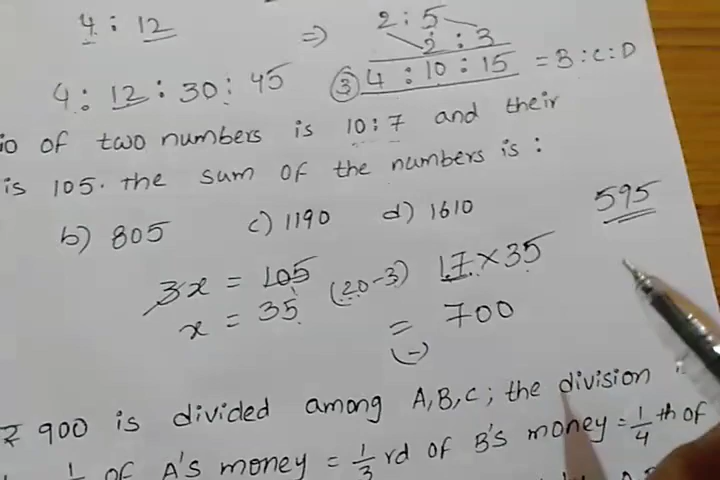 4 : 12 ⇒ 2 : 5
2 : 3
4 : 12 : 30 : 45 ③ 4 : 10 : 15 = B : C : D
io of two numbers is 10:7 and their
is 105. the sum of the numbers is :
b) 805 c) 1190 d) 1610 595
3x = 105 (20-3) 17×35
x = 35 = 700
(-)
₹ 900 is divided among A, B, C; the division
1 of A's money = 1/3 rd of B's money = 1/4 th of